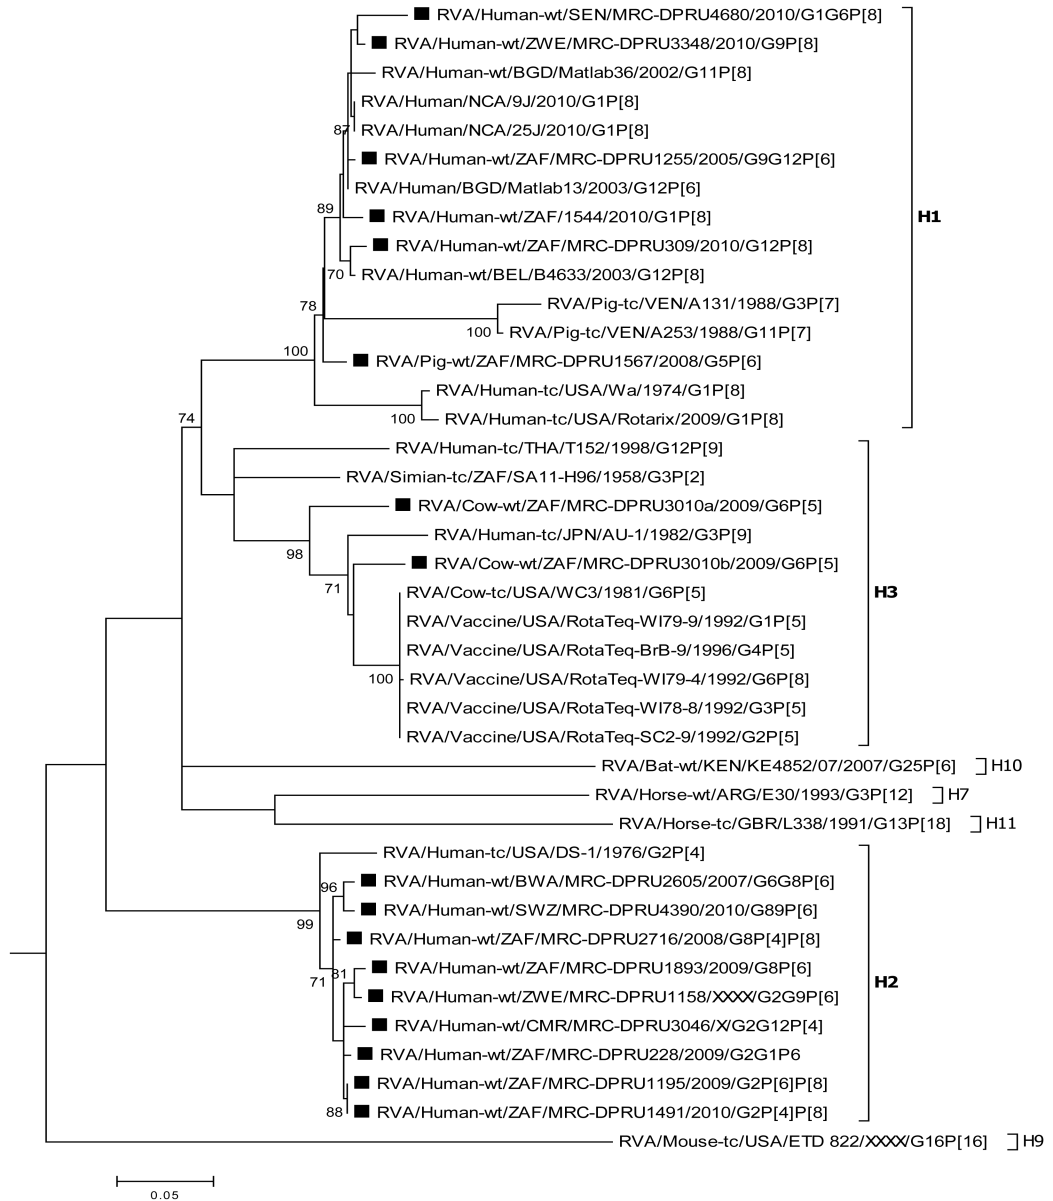 RVA/Human-wt/SEN/MRC-DPRU4680/2010/G1G6P[8]
RVA/Human-wt/ZWE/MRC-DPRU3348/2010/G9P[8]
RVA/Human-wt/BGD/Matlab36/2002/G11P[8]
RVA/Human/NCA/9J/2010/G1P[8]
87
RVA/Human/NCA/25J/2010/G1P[8]
RVA/Human-wt/ZAF/MRC-DPRU1255/2005/G9G12P[6]
RVA/Human/BGD/Matlab13/2003/G12P[6]
89
RVA/Human-wt/ZAF/1544/2010/G1P[8]
H1
RVA/Human-wt/ZAF/MRC-DPRU309/2010/G12P[8]
70
RVA/Human-wt/BEL/B4633/2003/G12P[8]
78
RVA/Pig-tc/VEN/A131/1988/G3P[7]
100
RVA/Pig-tc/VEN/A253/1988/G11P[7]
100
RVA/Pig-wt/ZAF/MRC-DPRU1567/2008/G5P[6]
RVA/Human-tc/USA/Wa/1974/G1P[8]
100
RVA/Human-tc/USA/Rotarix/2009/G1P[8]
74
RVA/Human-tc/THA/T152/1998/G12P[9]
RVA/Simian-tc/ZAF/SA11-H96/1958/G3P[2]
RVA/Cow-wt/ZAF/MRC-DPRU3010a/2009/G6P[5]
RVA/Human-tc/JPN/AU-1/1982/G3P[9]
98
RVA/Cow-wt/ZAF/MRC-DPRU3010b/2009/G6P[5]
71
RVA/Cow-tc/USA/WC3/1981/G6P[5]
H3
RVA/Vaccine/USA/RotaTeq-WI79-9/1992/G1P[5]
RVA/Vaccine/USA/RotaTeq-BrB-9/1996/G4P[5]
100
RVA/Vaccine/USA/RotaTeq-WI79-4/1992/G6P[8]
RVA/Vaccine/USA/RotaTeq-WI78-8/1992/G3P[5]
RVA/Vaccine/USA/RotaTeq-SC2-9/1992/G2P[5]
RVA/Bat-wt/KEN/KE4852/07/2007/G25P[6]
H10
RVA/Horse-wt/ARG/E30/1993/G3P[12]
H7
RVA/Horse-tc/GBR/L338/1991/G13P[18]
H11
RVA/Human-tc/USA/DS-1/1976/G2P[4]
96
RVA/Human-wt/BWA/MRC-DPRU2605/2007/G6G8P[6]
RVA/Human-wt/SWZ/MRC-DPRU4390/2010/G89P[6]
99
RVA/Human-wt/ZAF/MRC-DPRU2716/2008/G8P[4]P[8]
RVA/Human-wt/ZAF/MRC-DPRU1893/2009/G8P[6]
71
81
H2
RVA/Human-wt/ZWE/MRC-DPRU1158/XXXX/G2G9P[6]
RVA/Human-wt/CMR/MRC-DPRU3046/X/G2G12P[4]
RVA/Human-wt/ZAF/MRC-DPRU228/2009/G2G1P6
RVA/Human-wt/ZAF/MRC-DPRU1195/2009/G2P[6]P[8]
88
RVA/Human-wt/ZAF/MRC-DPRU1491/2010/G2P[4]P[8]
RVA/Mouse-tc/USA/ETD 822/XXXX/G16P[16]
H9
0.05